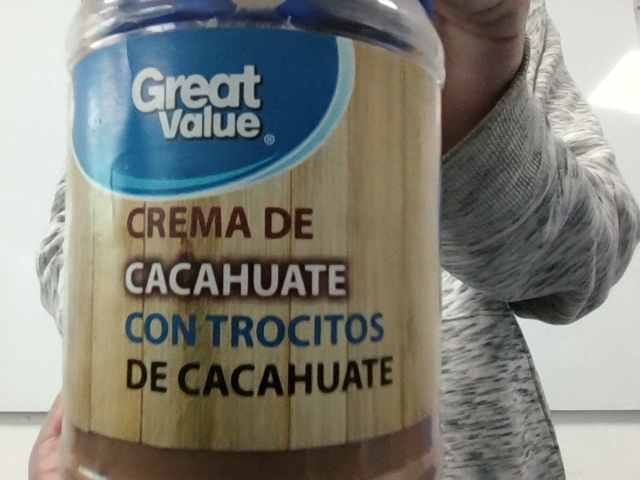 Great
Value®
CREMA DE
CACAHUATE
CON TROCITOS
DE CACAHUATE